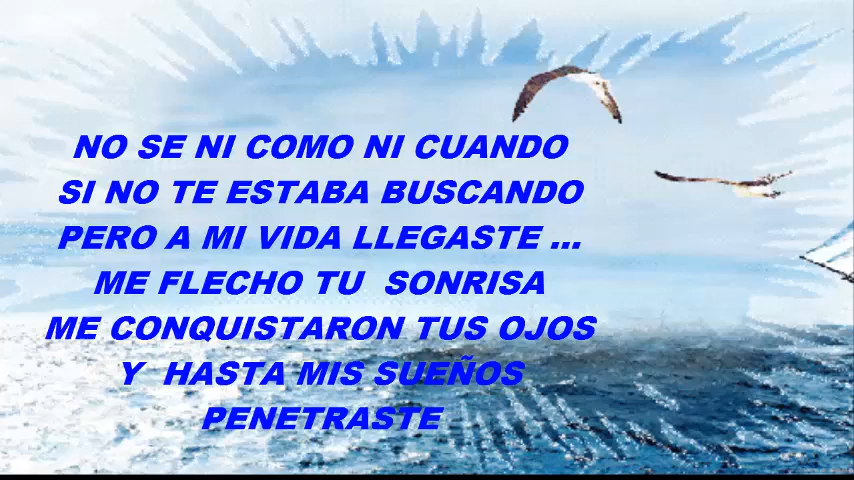 NO SE NI COMO NI CUANDO
SI NO TE ESTABA BUSCANDO
PERO A MI VIDA LLEGASTE ...
ME FLECHO TU SONRISA
ME CONQUISTARON TUS OJOS
Y HASTA MIS SUEÑOS
PENETRASTE